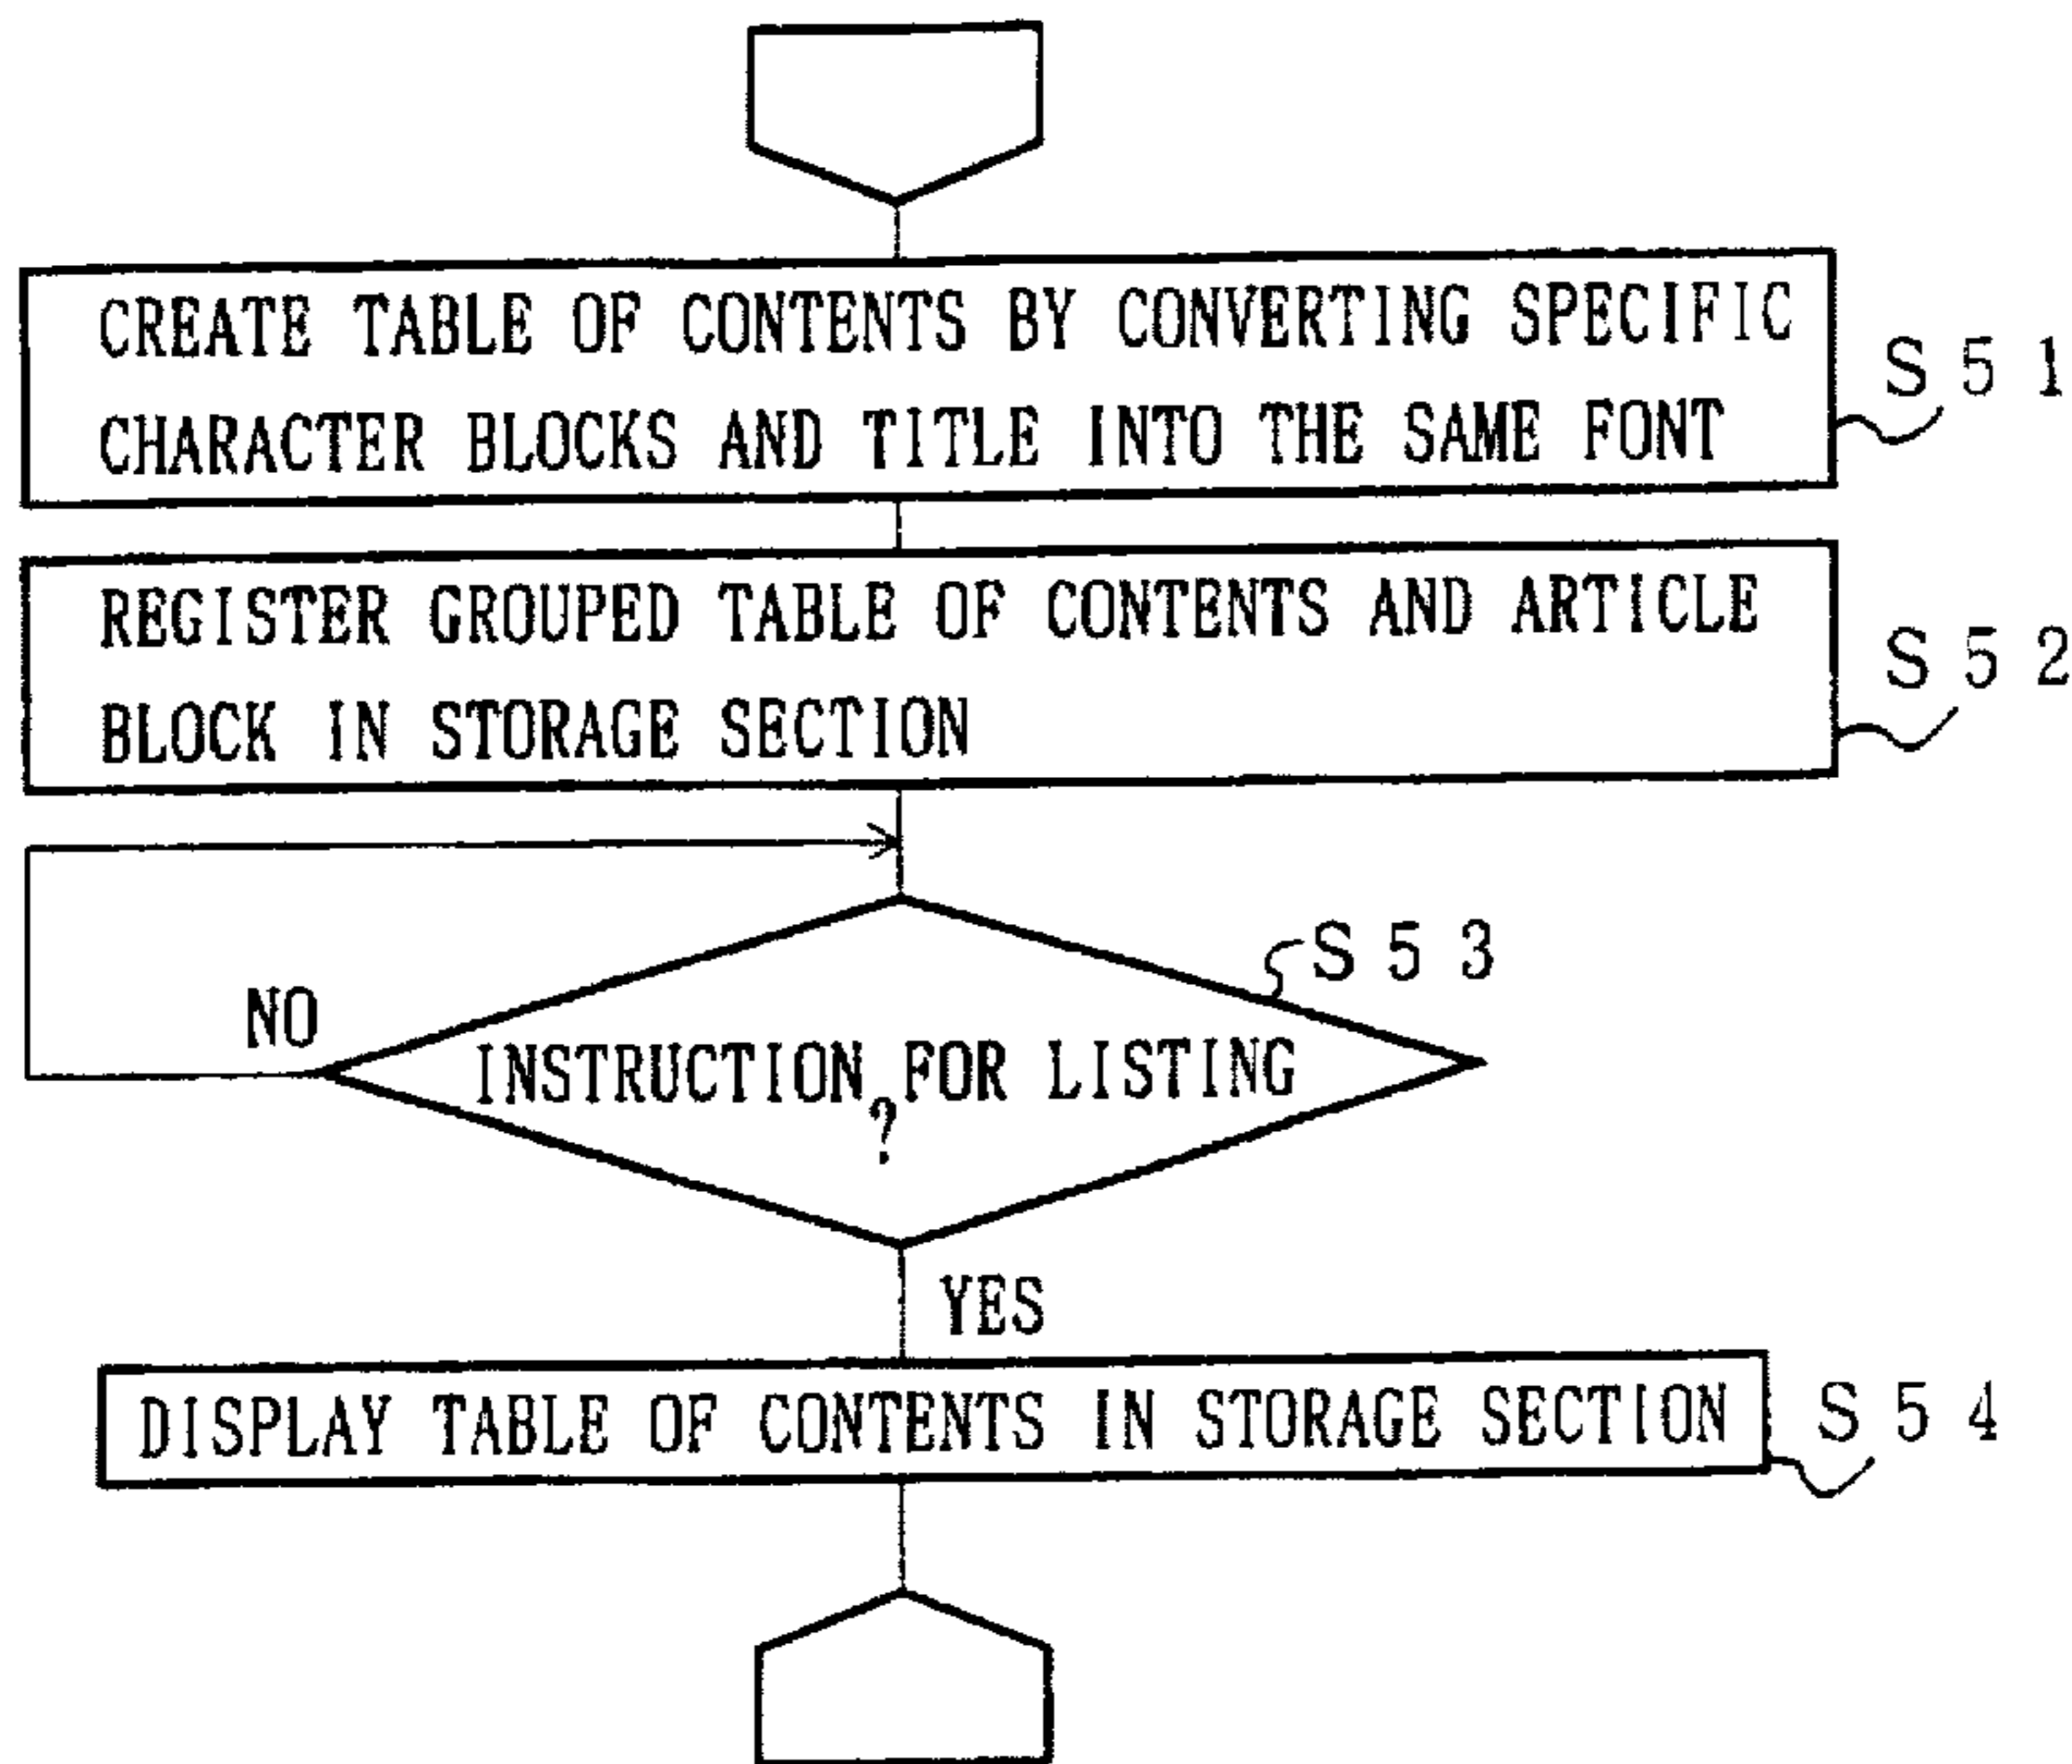 CREATE TABLE OF CONTENTS BY CONVERTING SPECIFIC
CHARACTER BLOCKS AND TITLE INTO THE SAME FONT
S51
REGISTER GROUPED TABLE OF CONTENTS AND ARTICLE
BLOCK IN STORAGE SECTION
S52
S53
NO
INSTRUCTION FOR LISTING
?
YES
DISPLAY TABLE OF CONTENTS IN STORAGE SECTION
S54